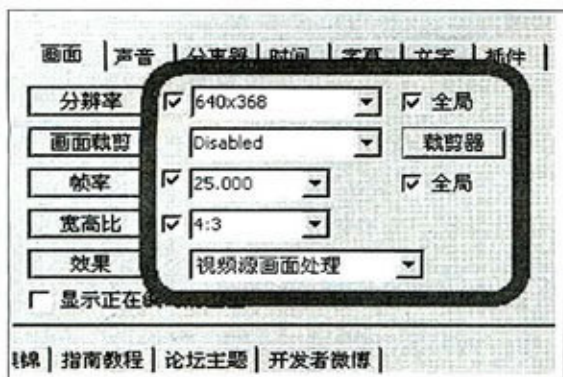 画面 声音 分离器 时间 字幕 文字 插件
分辨率 640x368 全局
画面裁剪 Disabled 裁剪器
帧率 25.000 全局
宽高比 4:3
效果 视频源画面处理
显示正在
锦 指南教程 论坛主题 开发者微博